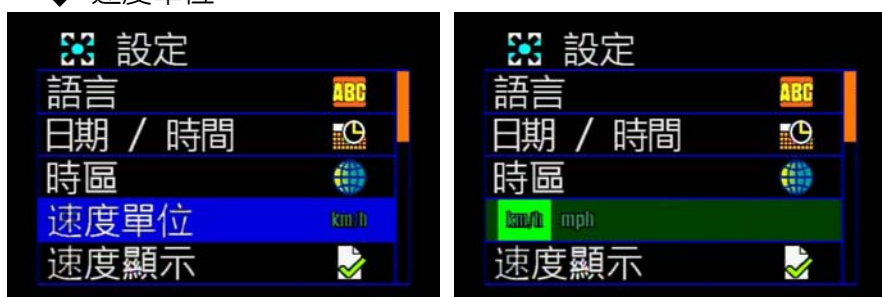 ◆ 速度單位
設定
語言 ABC
日期 / 時間
時區
速度單位 km/h
速度顯示
設定
語言 ABC
日期 / 時間
時區
km/h mph
速度顯示